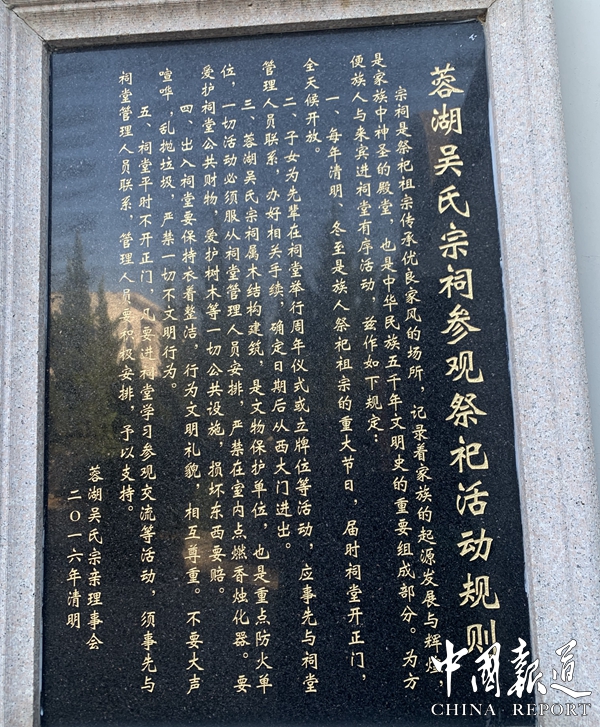 蓉湖吴氏宗祠参观祭祀活动规则
宗祠是祭祀祖宗传承优良家风的场所，记录着家族的起源发展与辉煌，
是家族中神圣的殿堂，也是中华民族五千年文明史的重要组成部分。为方
便族人与来宾进祠堂有序活动，兹作如下规定：
一、每年清明、冬至是族人祭祀祖宗的重大节日，届时祠堂开正门，
全天候开放。
二、子女为先辈在祠堂举行周年仪式或立牌位等活动，应事先与祠堂
管理人员联系，办好相关手续，确定日期后从西大门进出。
三、蓉湖吴氏宗祠属木结构建筑，是文物保护单位，也是重点防火单
位，一切活动必须服从祠堂管理人员安排，严禁在室内点燃香烛化器。要
爱护祠堂公共财物，爱护树木等一切公共设施，损坏东西要赔。
四、出入祠堂要保持衣着整洁，行为文明礼貌，相互尊重。不要大声
喧哗，乱抛垃圾，严禁一切不文明行为。
五、祠堂平时不开正门，凡要进祠堂学习参观交流等活动，须事先与
祠堂管理人员联系，管理人员要积极安排，予以支持。
蓉湖吴氏宗亲理事会
二〇一六年清明
中国報道
CHINA REPORT